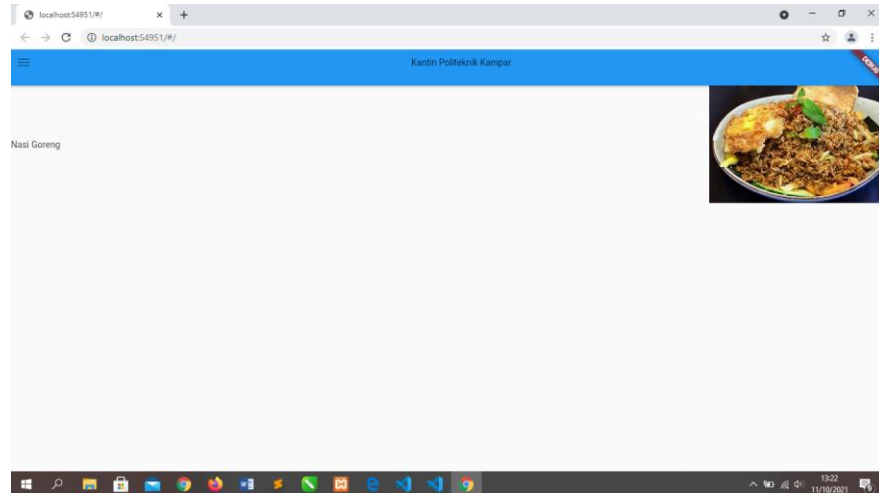 localhost:54951/#/
localhost:54951/#/
Kantin Politeknik Kampar
DEBUG
Nasi Goreng
13:22
11/10/2021